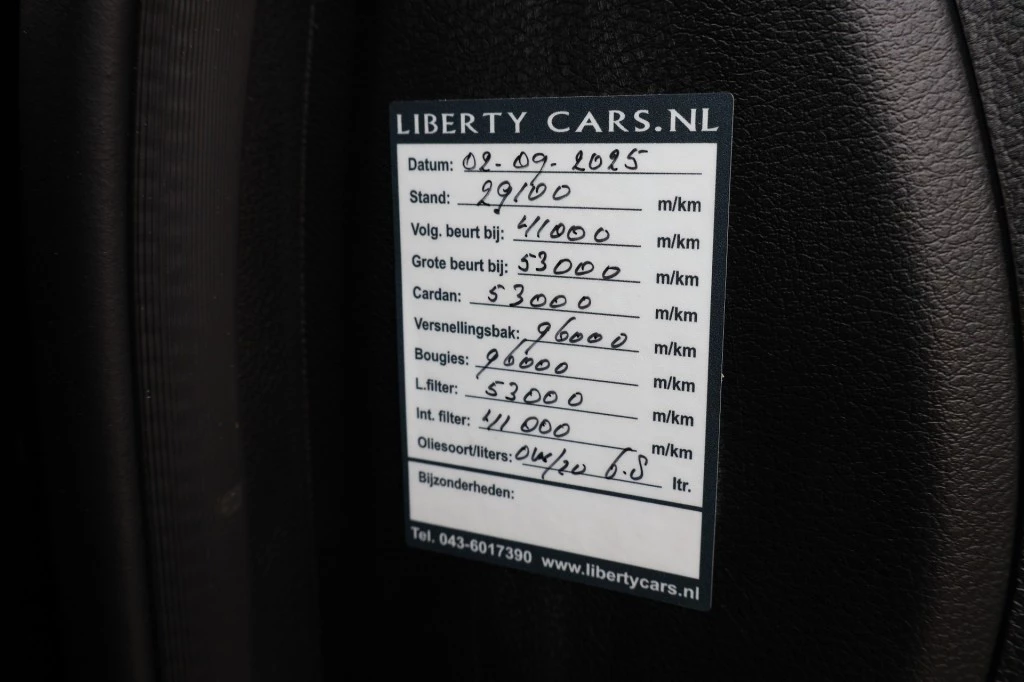 LIBERTY CARS.NL
Datum: 02-09-2025
Stand: 29100 m/km
Volg. beurt bij: 41000 m/km
Grote beurt bij: 53000 m/km
Cardan: 53000 m/km
Versnellingsbak: 96000 m/km
Bougies: 96000 m/km
L.filter: 53000 m/km
Int. filter: 41000 m/km
Oliesoort/liters: 0w/20 6.8 ltr.
Bijzonderheden:
Tel. 043-6017390 www.libertycars.nl